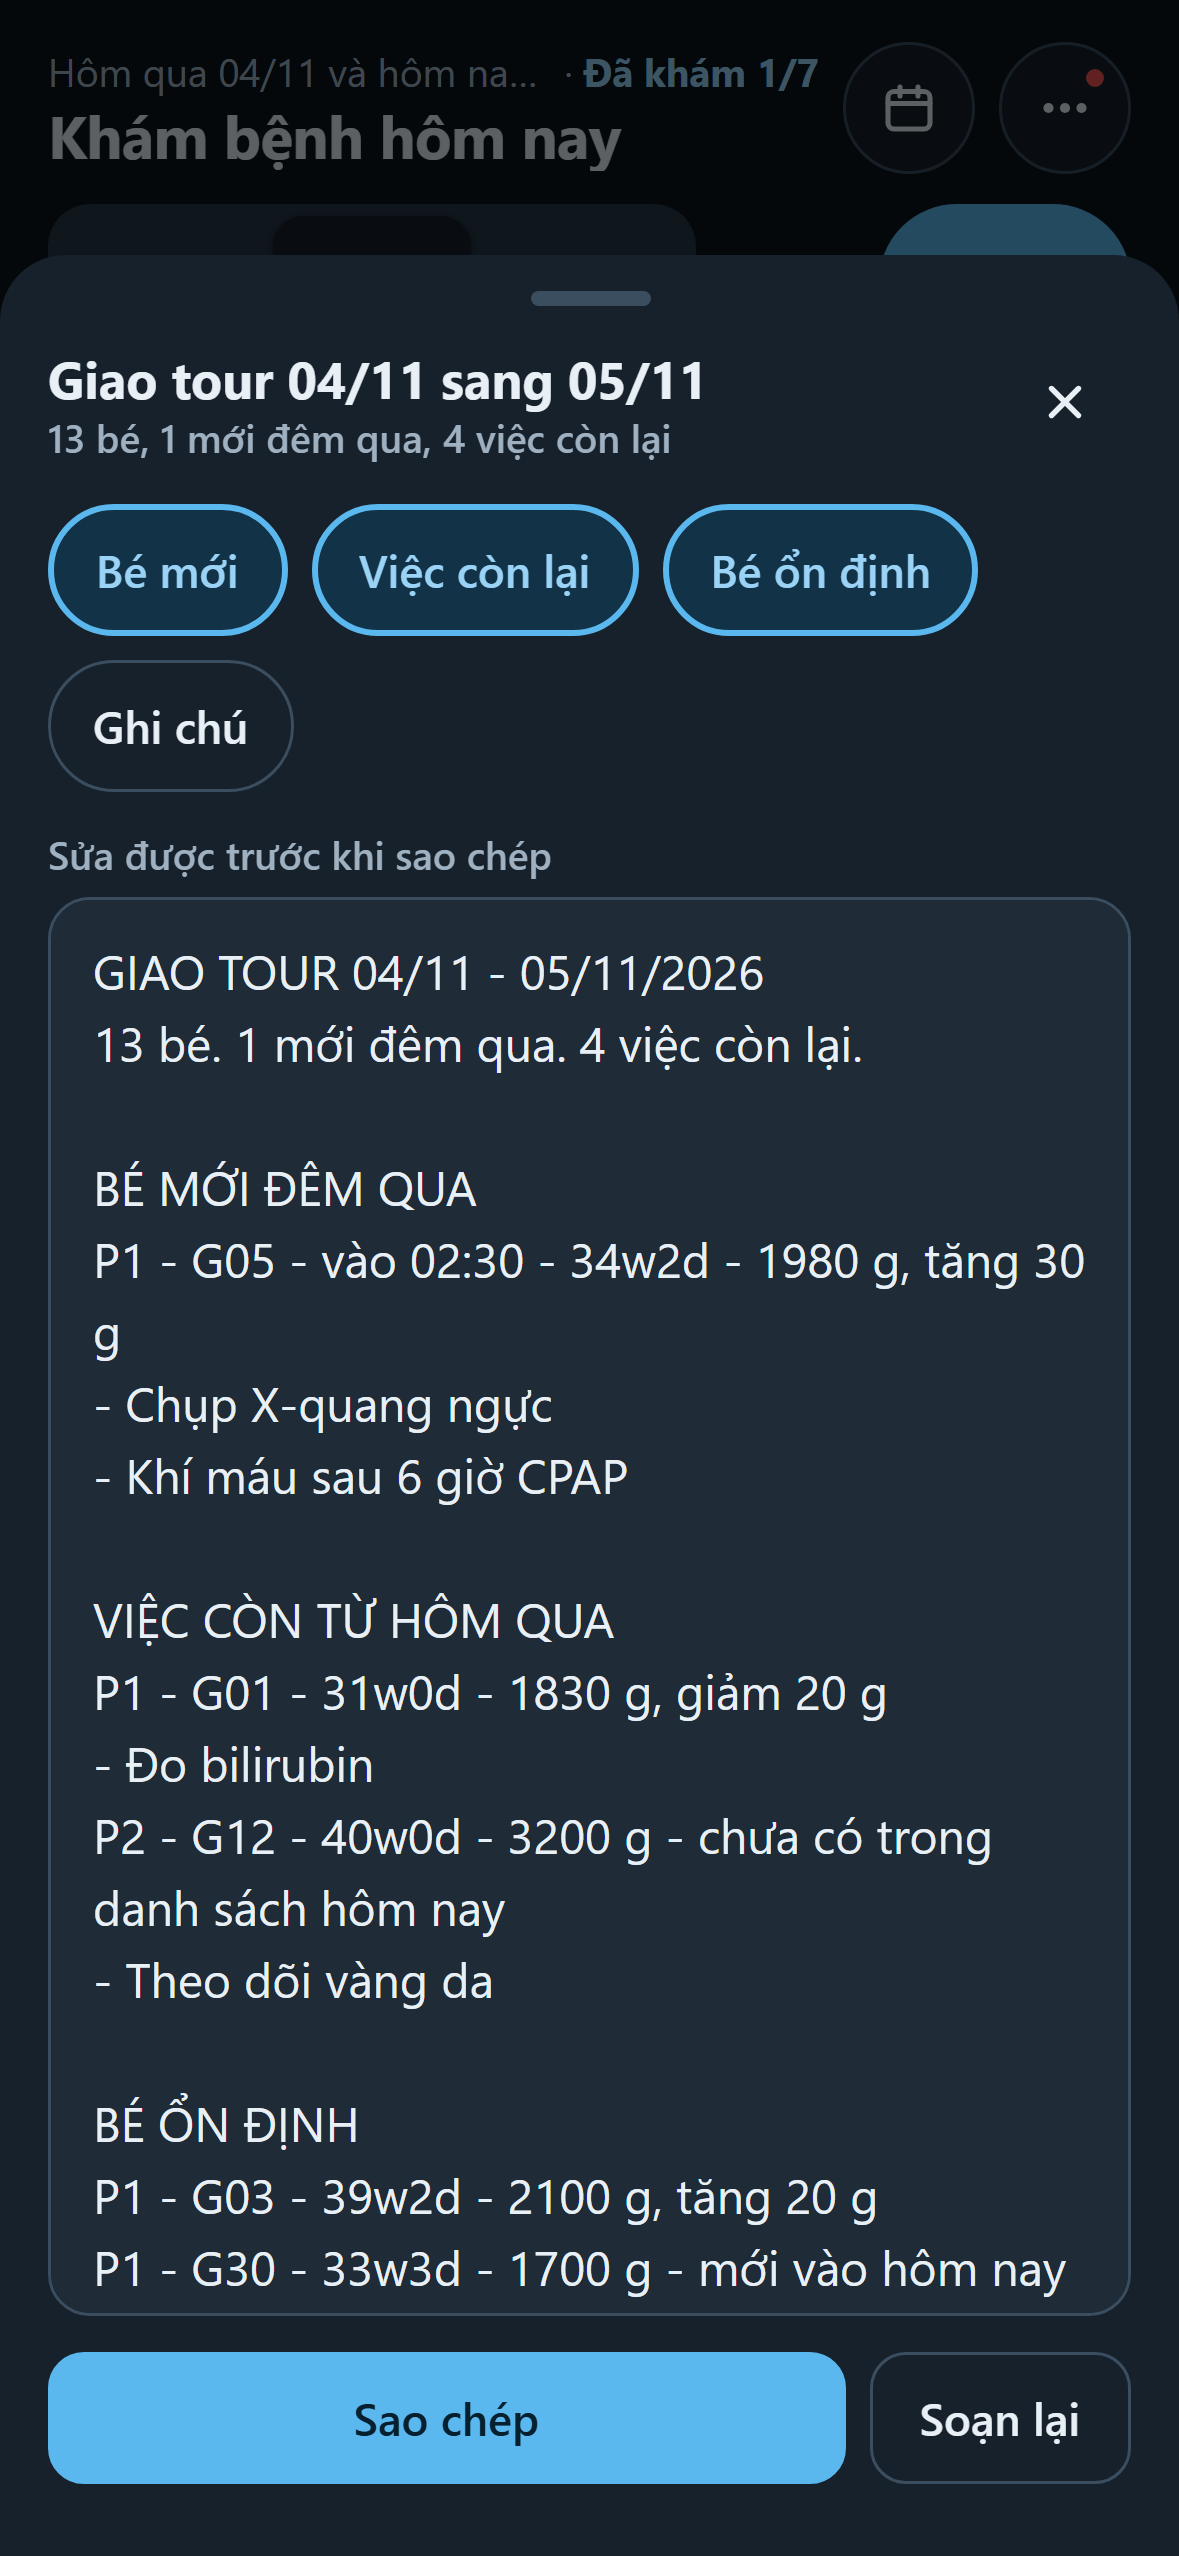 Hôm qua 04/11 và hôm na... · Đã khám 1/7
Khám bệnh hôm nay
Giao tour 04/11 sang 05/11
13 bé, 1 mới đêm qua, 4 việc còn lại
Bé mới
Việc còn lại
Bé ổn định
Ghi chú
Sửa được trước khi sao chép
GIAO TOUR 04/11 - 05/11/2026
13 bé. 1 mới đêm qua. 4 việc còn lại.
BÉ MỚI ĐÊM QUA
P1 - G05 - vào 02:30 - 34w2d - 1980 g, tăng 30
g
- Chụp X-quang ngực
- Khí máu sau 6 giờ CPAP
VIỆC CÒN TỪ HÔM QUA
P1 - G01 - 31w0d - 1830 g, giảm 20 g
- Đo bilirubin
P2 - G12 - 40w0d - 3200 g - chưa có trong
danh sách hôm nay
- Theo dõi vàng da
BÉ ỔN ĐỊNH
P1 - G03 - 39w2d - 2100 g, tăng 20 g
P1 - G30 - 33w3d - 1700 g - mới vào hôm nay
Sao chép
Soạn lại